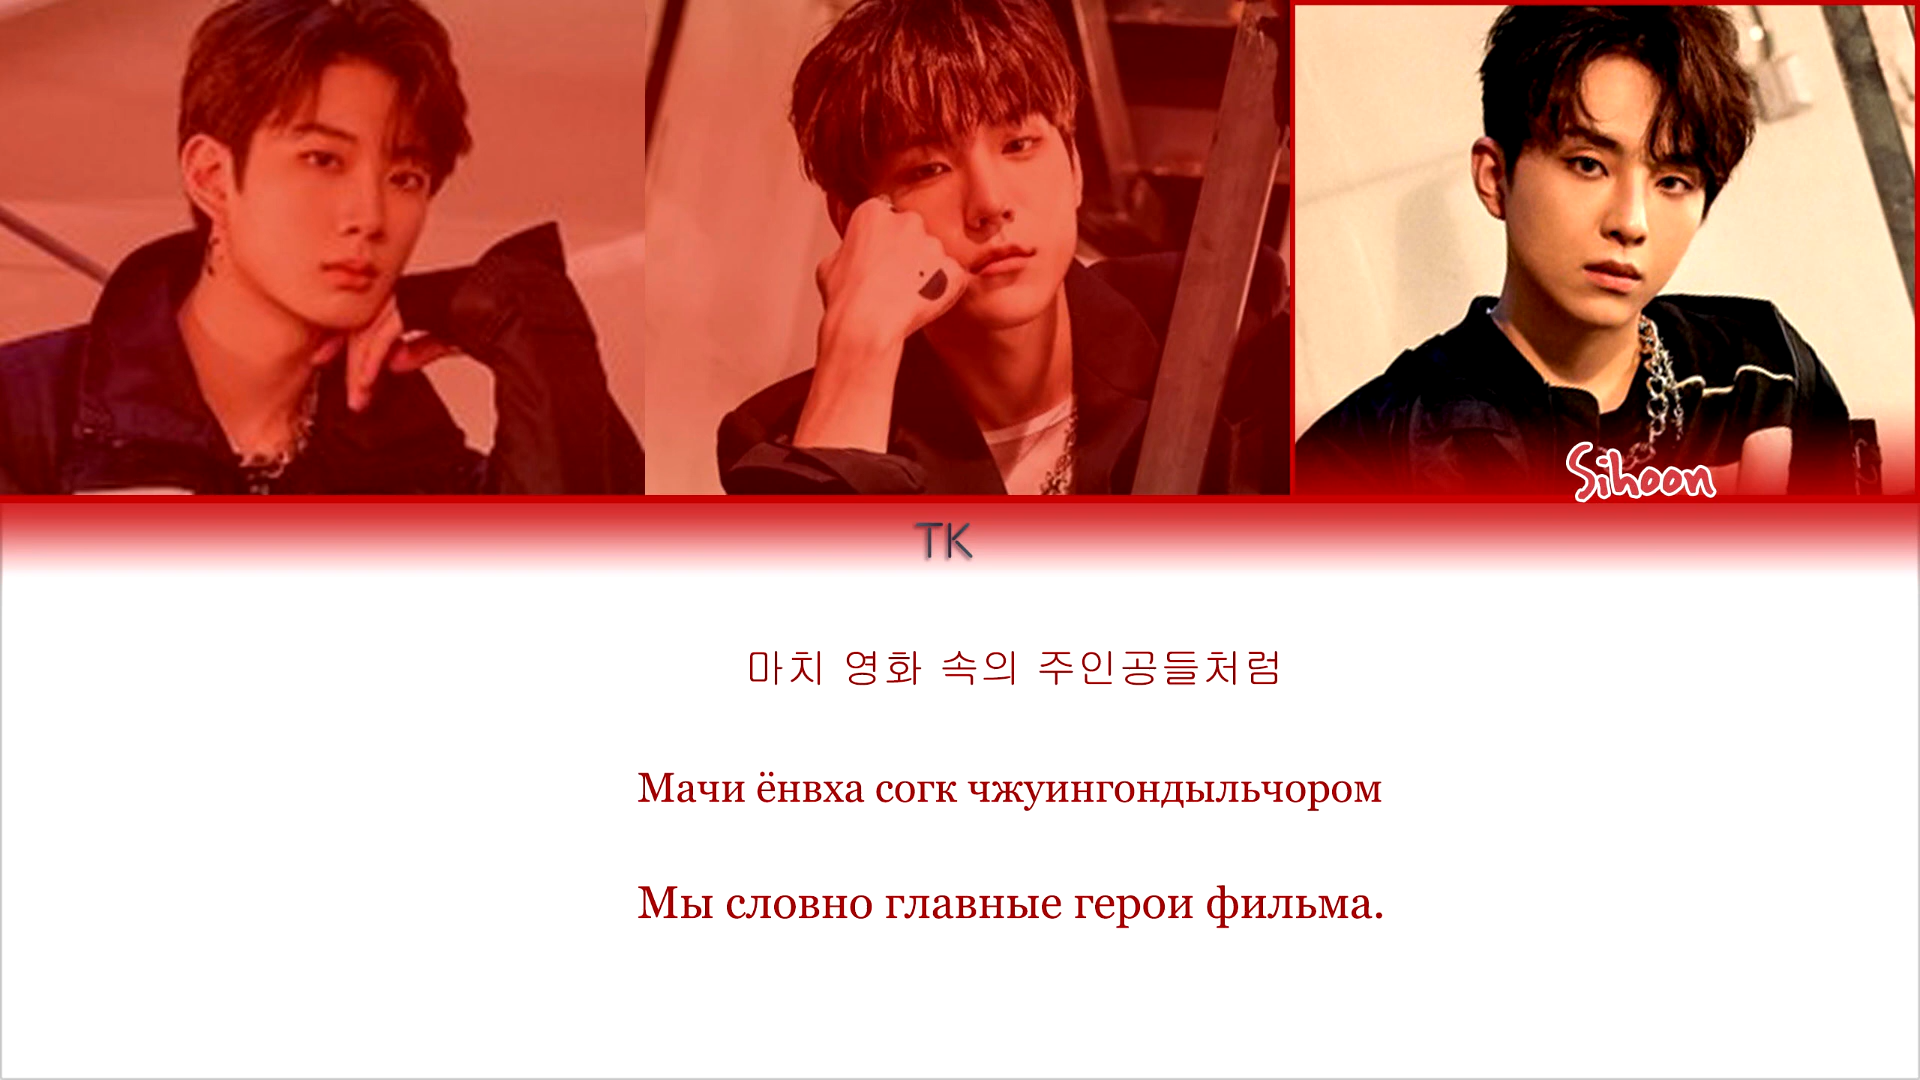 Sihoon
TK
마치 영화 속의 주인공들처럼
Мачи ёнвха согк чжуингондыльчором
Мы словно главные герои фильма.